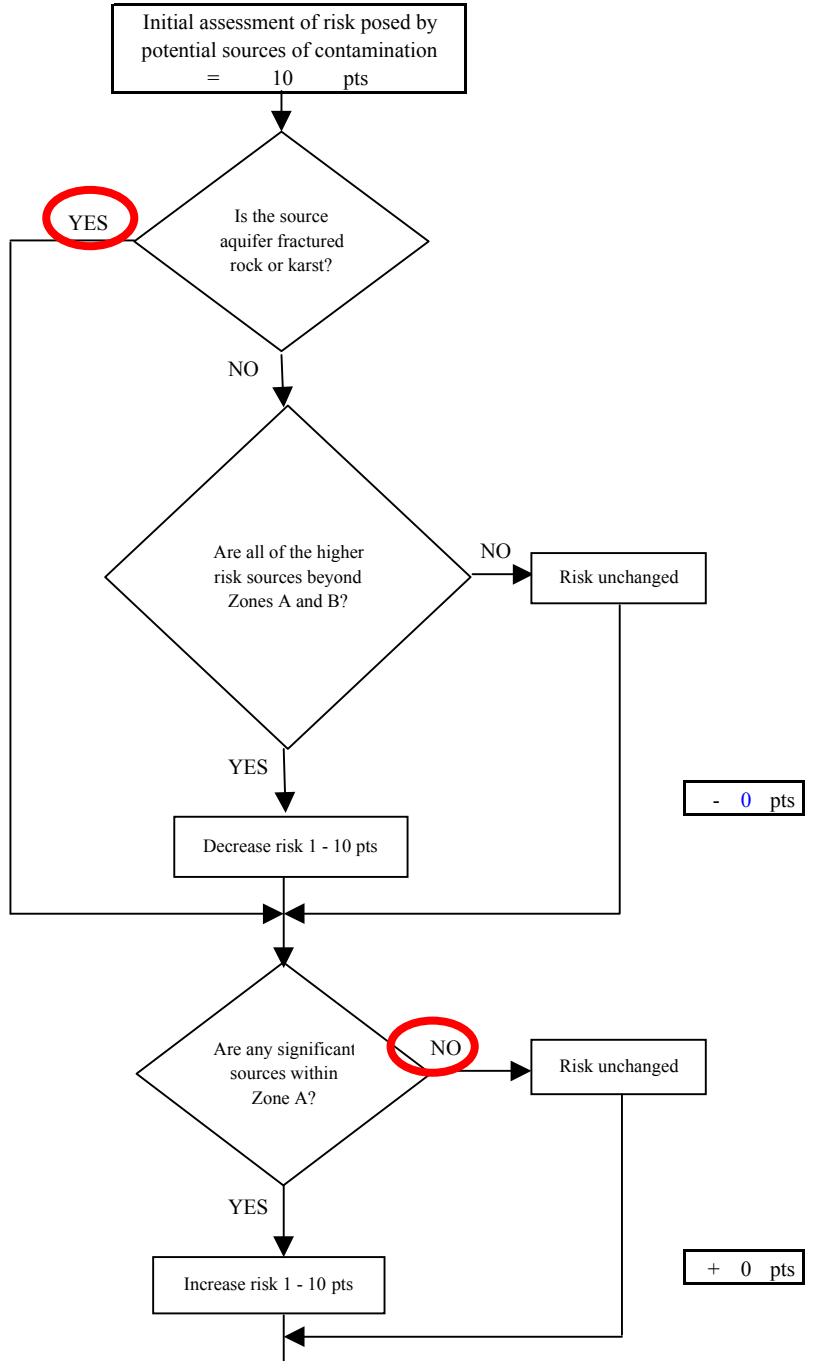 Initial assessment of risk posed by
potential sources of contamination
= 10 pts
YES
Is the source
aquifer fractured
rock or karst?
NO
Are all of the higher
risk sources beyond
Zones A and B?
NO
Risk unchanged
YES
- 0 pts
Decrease risk 1 - 10 pts
Are any significant
sources within
Zone A?
NO
Risk unchanged
YES
+ 0 pts
Increase risk 1 - 10 pts